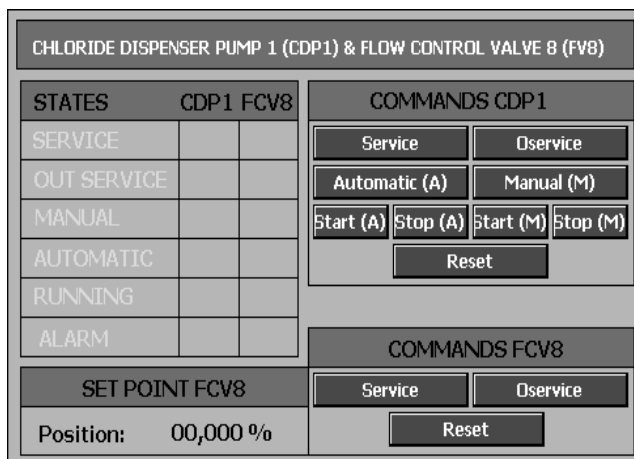 CHLORIDE DISPENSER PUMP 1 (CDP1) & FLOW CONTROL VALVE 8 (FV8)
STATES CDP1 FCV8
SERVICE
OUT SERVICE
MANUAL
AUTOMATIC
RUNNING
ALARM
SET POINT FCV8
Position: 00,000 %
COMMANDS CDP1
Service Oservice
Automatic (A) Manual (M)
Start (A) Stop (A) Start (M) Stop (M)
Reset
COMMANDS FCV8
Service Oservice
Reset